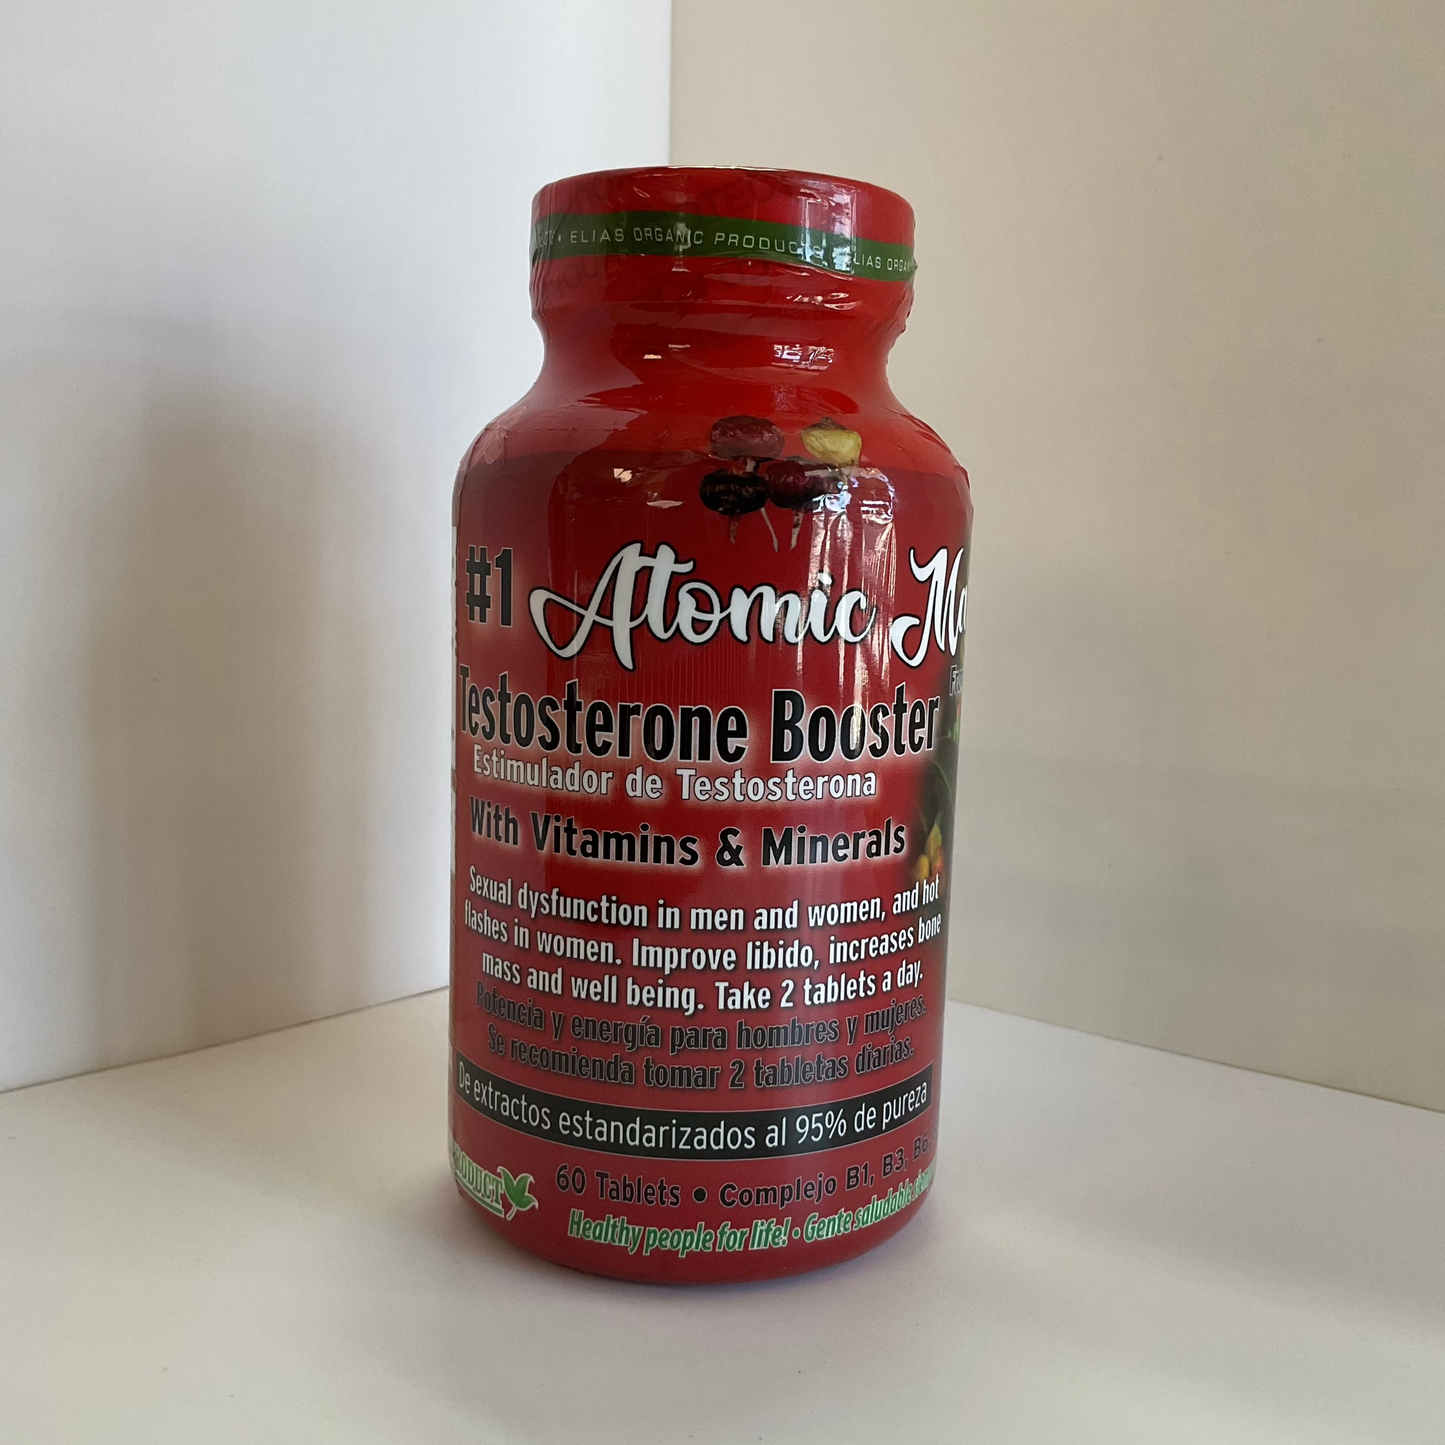 ELIAS ORGANIC PRODUCTS
#1 Atomic
Testosterone Booster
Estimulador de Testosterona
With Vitamins & Minerals
Sexual dysfunction in men and women, and hot
flashes in women. Improve libido, increases bone
mass and well being. Take 2 tablets a day.
Potencia y energía para hombres y mujeres.
Se recomienda tomar 2 tabletas diarias.
De extractos estandarizados al 95% de pureza
PRODUCT
60 Tablets • Complejo B1, B3, B6,
Healthy people for life! • Gente saludable